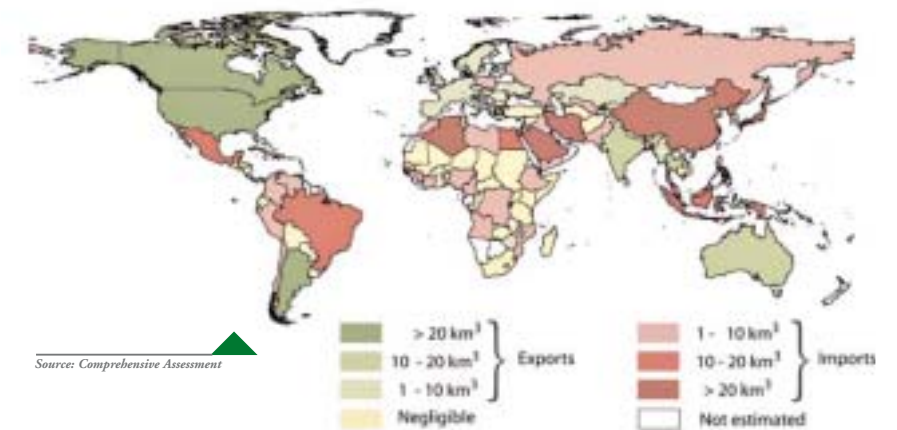 > 20 km³
10 - 20 km³
1 - 10 km³
Exports
Negligible
1 - 10 km³
10-20 km³
> 20 km³
Imports
Not estimated
Source: Comprehensive Assessment